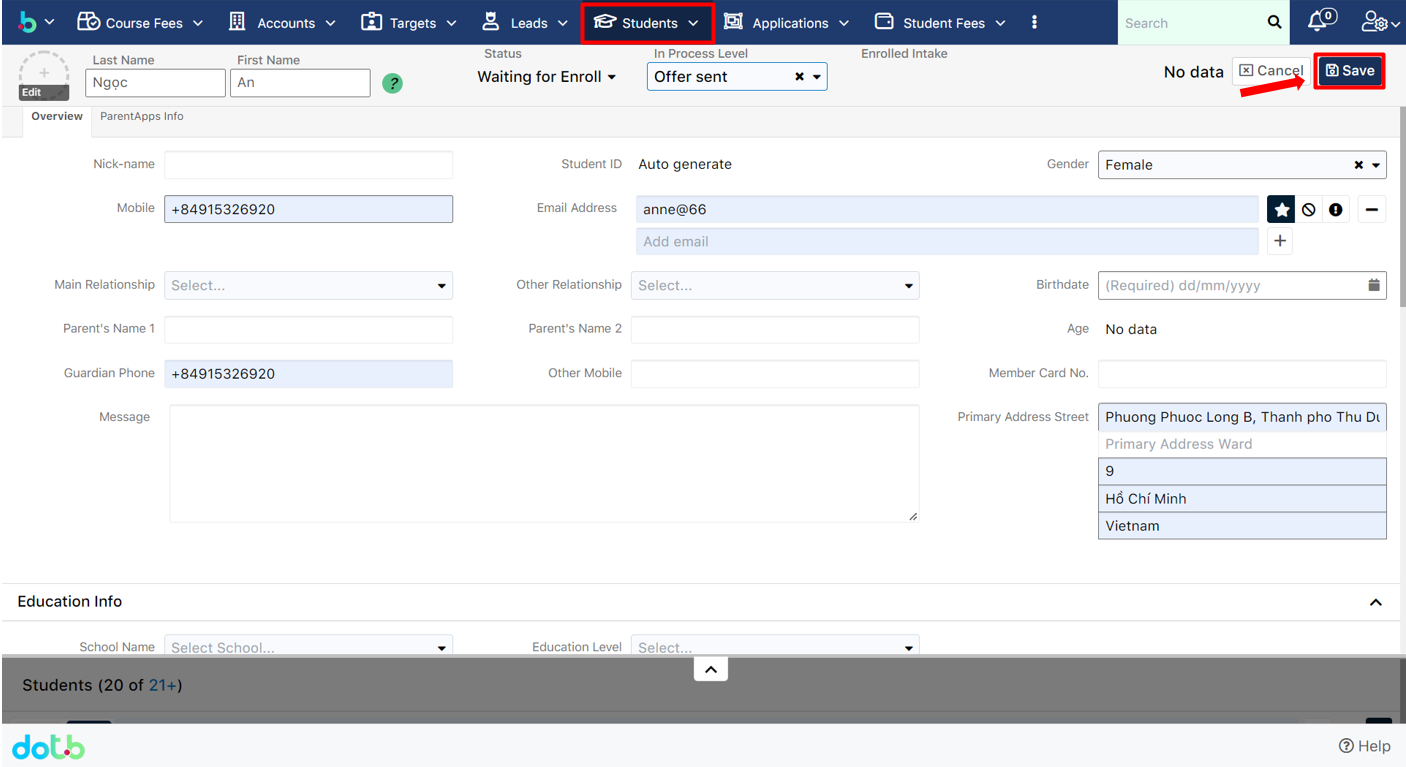 Course Fees Accounts Targets Leads Students Applications Student Fees Search 0
Last Name First Name Status In Process Level Enrolled Intake
Edit Ngọc An ? Waiting for Enroll Offer sent No data Cancel Save
Overview ParentApps Info
Nick-name Student ID Auto generate Gender Female
Mobile +84915326920 Email Address anne@66
Add email
Main Relationship Select... Other Relationship Select... Birthdate (Required) dd/mm/yyyy
Parent's Name 1 Parent's Name 2 Age No data
Guardian Phone +84915326920 Other Mobile Member Card No.
Message Primary Address Street Phuong Phuoc Long B, Thanh pho Thu Du
Primary Address Ward
9
Hồ Chí Minh
Vietnam
Education Info
School Name Select School... Education Level Select...
Students (20 of 21+)
dotb Help